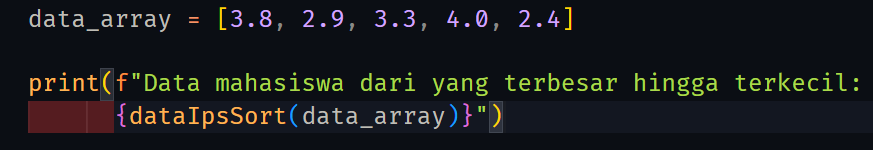 data_array = [3.8, 2.9, 3.3, 4.0, 2.4]
print(f"Data mahasiswa dari yang terbesar hingga terkecil:
{dataIpsSort(data_array)}")